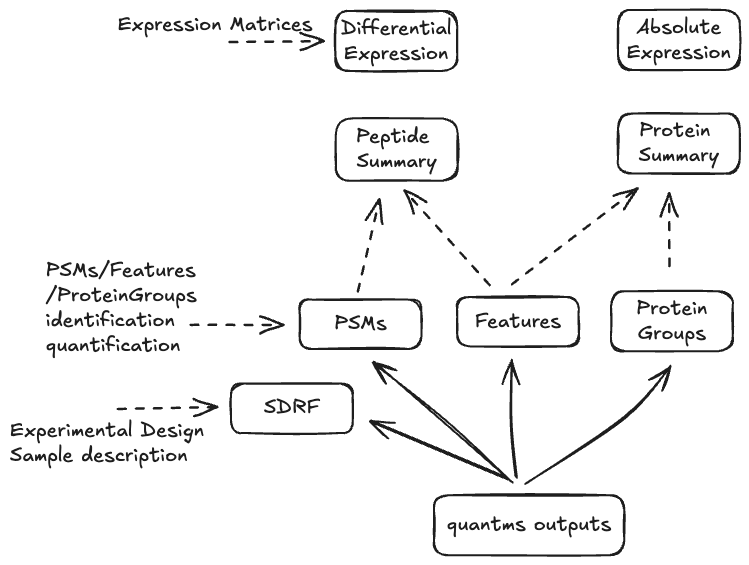 Expression Matrices
Differential
Expression
Absolute
Expression
Peptide
Summary
Protein
Summary
PSMs/Features
/ProteinGroups
identification
quantification
PSMs
Features
Protein
Groups
SDRF
Experimental Design
Sample description
quantms outputs